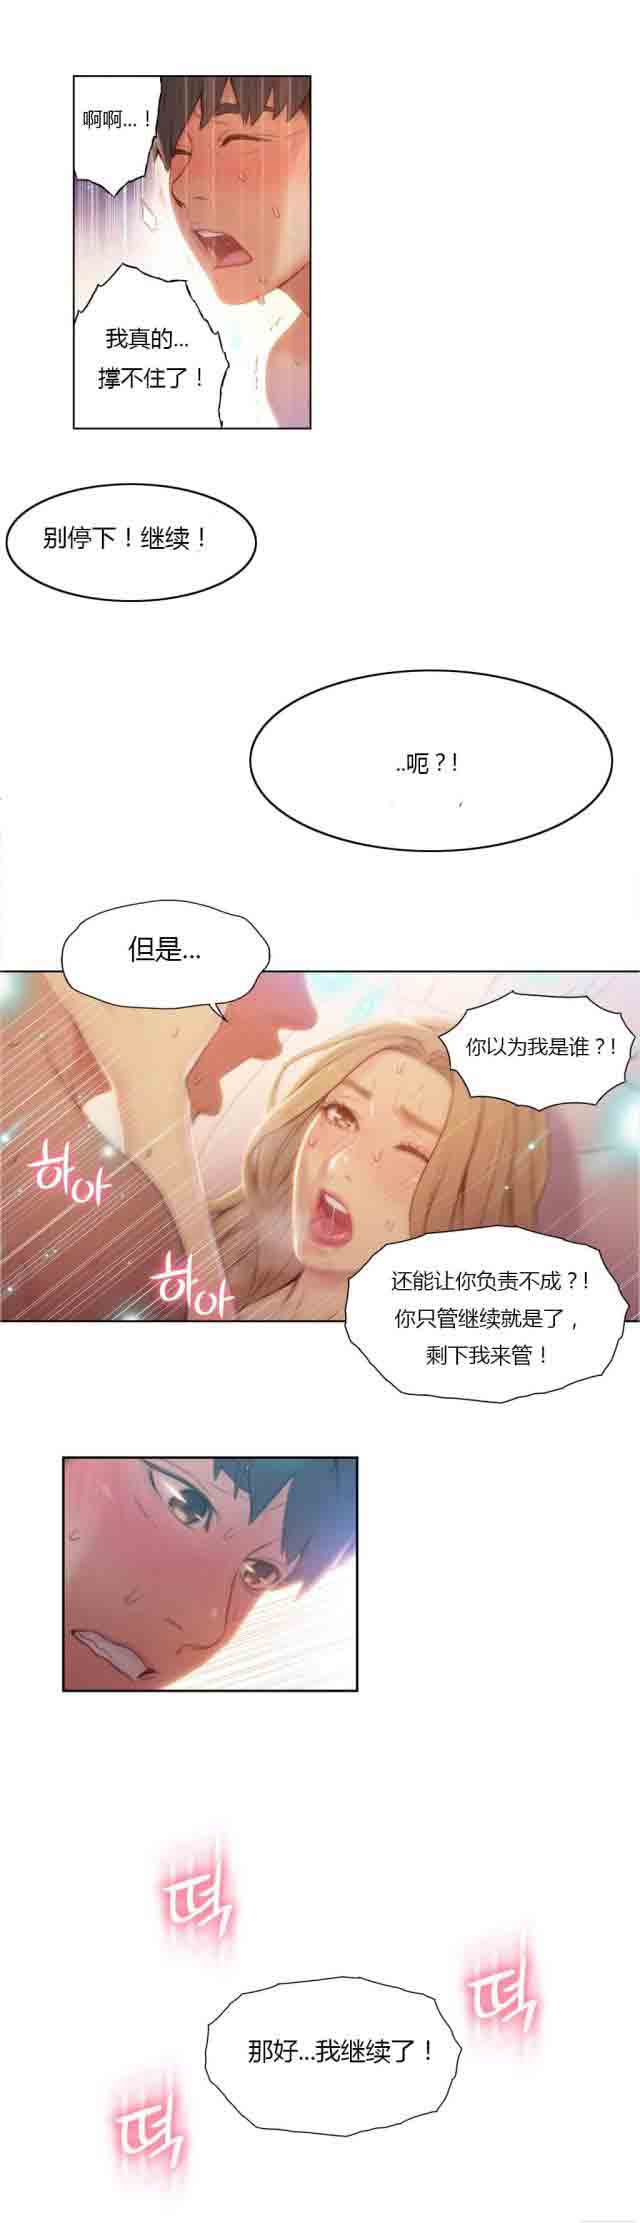 啊啊...！
我真的...
撑不住了！
别停下！继续！
..呃？！
但是...
你以为我是谁？！
하아
하아
还能让你负责不成？！
你只管继续就是了，
剩下我来管！
떡
떡
那好...我继续了！
떡